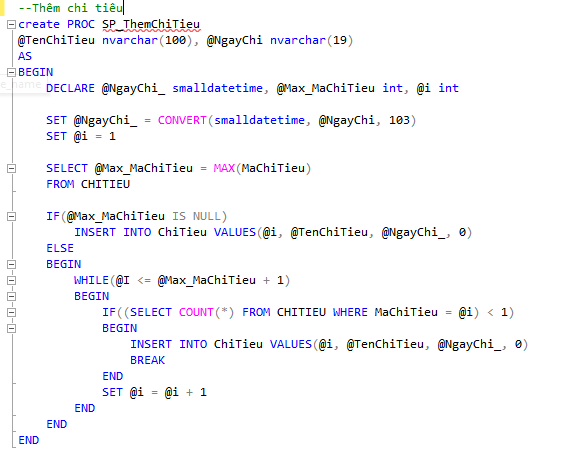 --Thêm chi tiêu
create PROC SP_ThemChiTieu
@TenChiTieu nvarchar(100), @NgayChi nvarchar(19)
AS
BEGIN
DECLARE @NgayChi_ smalldatetime, @Max_MaChiTieu int, @i int
SET @NgayChi_ = CONVERT(smalldatetime, @NgayChi, 103)
SET @i = 1
SELECT @Max_MaChiTieu = MAX(MaChiTieu)
FROM CHITIEU
IF(@Max_MaChiTieu IS NULL)
INSERT INTO ChiTieu VALUES(@i, @TenChiTieu, @NgayChi_, 0)
ELSE
BEGIN
WHILE(@I <= @Max_MaChiTieu + 1)
BEGIN
IF((SELECT COUNT(*) FROM CHITIEU WHERE MaChiTieu = @i) < 1)
BEGIN
INSERT INTO ChiTieu VALUES(@i, @TenChiTieu, @NgayChi_, 0)
BREAK
END
SET @i = @i + 1
END
END
END